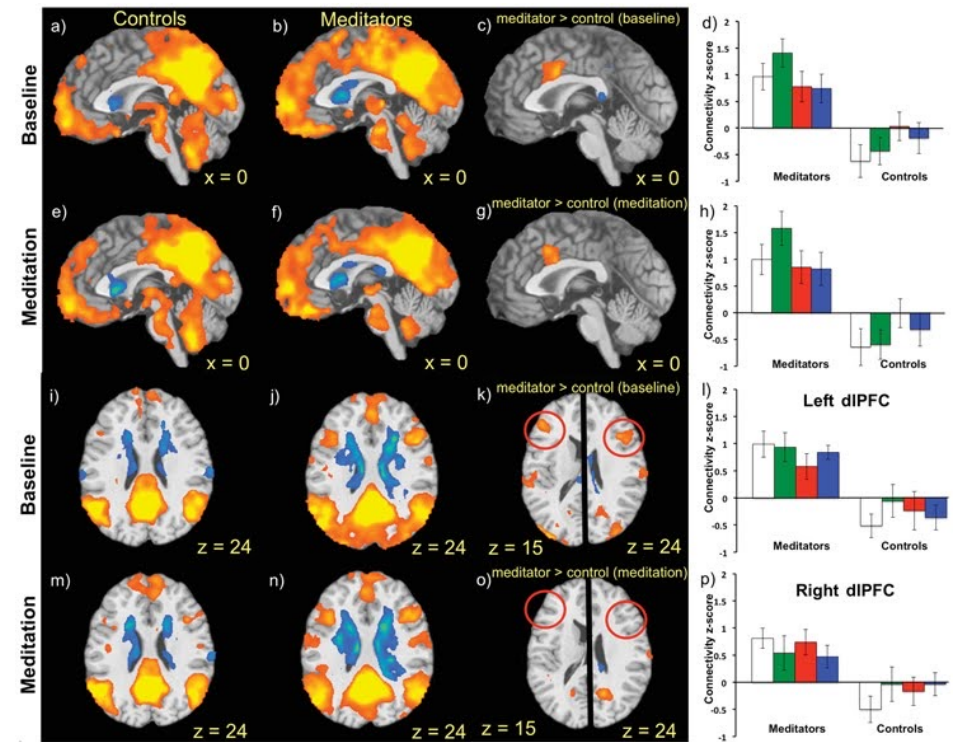 Controls
Meditators
meditator > control (baseline)
Baseline
a)
x = 0
b)
x = 0
c)
d)
Connectivity z-score
2
1.5
1
0.5
0
-0.5
-1
Meditators
Controls
Meditation
e)
x = 0
f)
x = 0
g)
meditator > control (meditation)
h)
Connectivity z-score
2
1.5
1
0.5
0
-0.5
-1
Meditators
Controls
Baseline
i)
z = 24
j)
z = 24
k)
meditator > control (baseline)
z = 15
z = 24
l)
Left dlPFC
Connectivity z-score
2
1.5
1
0.5
0
-0.5
-1
Meditators
Controls
Meditation
m)
z = 24
n)
z = 24
o)
meditator > control (meditation)
z = 15
z = 24
p)
Right dlPFC
Connectivity z-score
2
1.5
1
0.5
0
-0.5
-1
Meditators
Controls